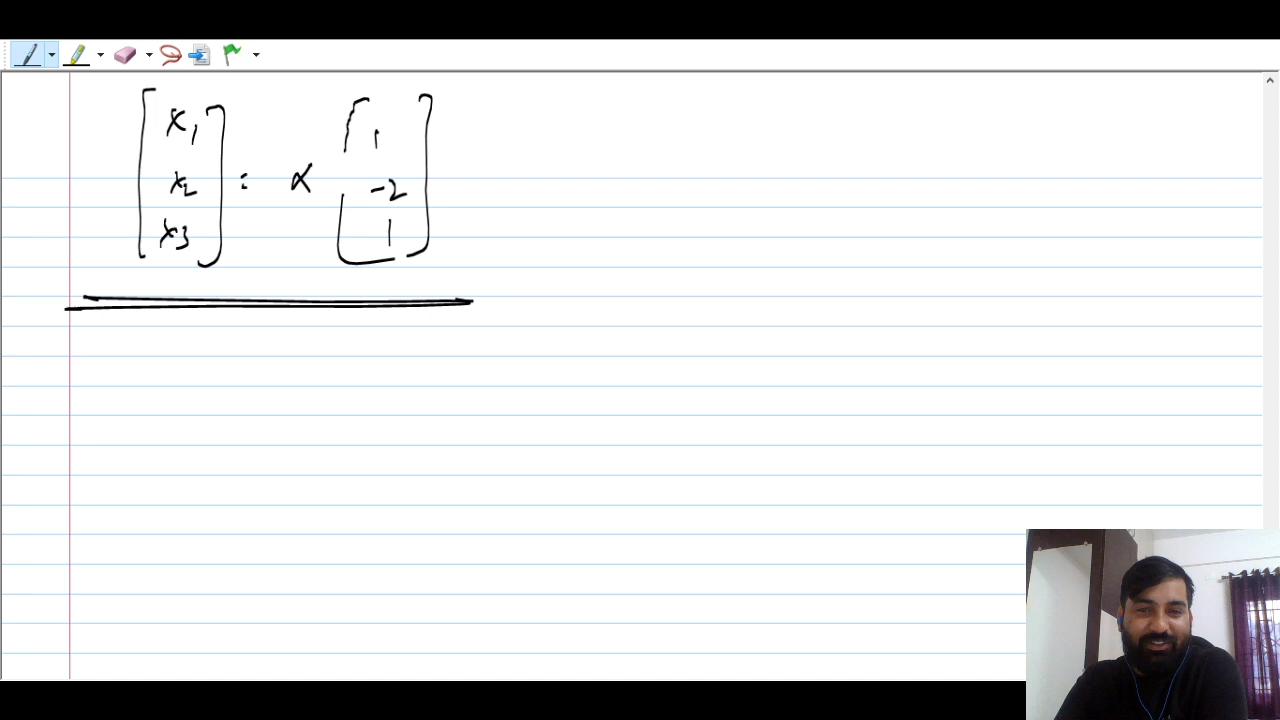 x₁ 1
x₂ = α -2
x₃ 1